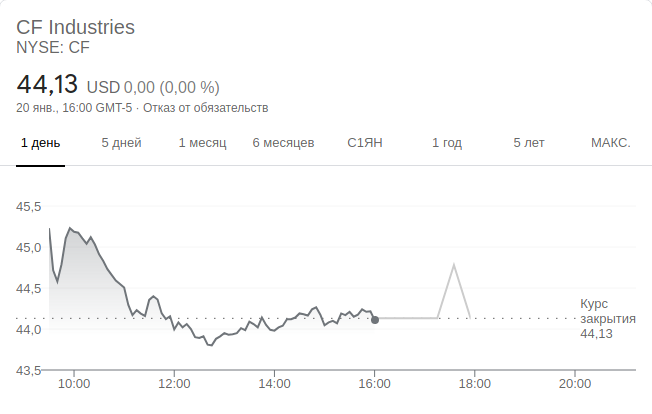 CF Industries
NYSE: CF
44,13 USD 0,00 (0,00 %)
20 янв., 16:00 GMT-5 · Отказ от обязательств
1 день 5 дней 1 месяц 6 месяцев С1ЯН 1 год 5 лет МАКС.
45,5
45,0
44,5
44,0
43,5
Курс
закрытия
44,13
10:00 12:00 14:00 16:00 18:00 20:00